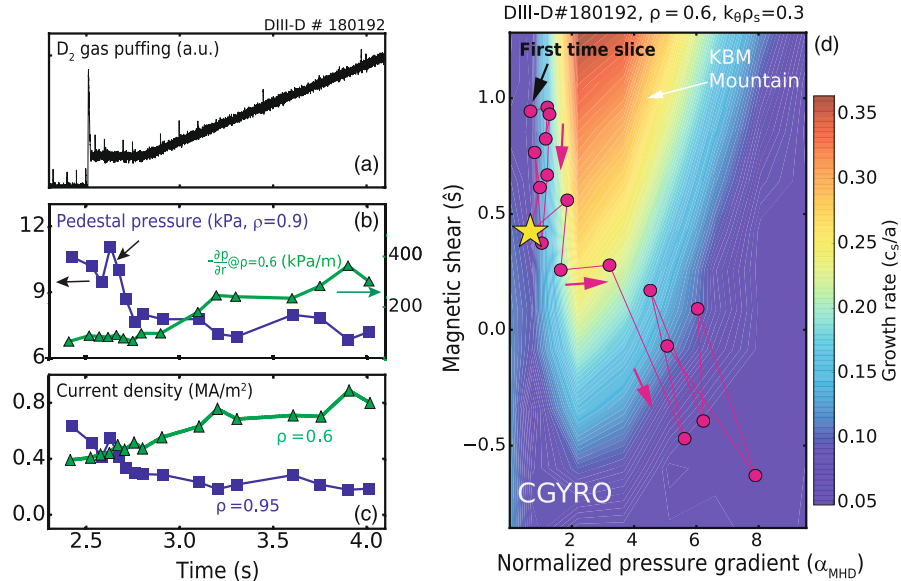 DIII-D # 180192
D₂ gas puffing (a.u.)
(a)
12
9
6
Pedestal pressure (kPa, ρ=0.9)
(b)
-∂p/∂r@ρ=0.6 (kPa/m)
400
200
Current density (MA/m²)
0.8
0.4
0.0
ρ=0.6
ρ=0.95
(c)
2.5 3.0 3.5 4.0
Time (s)
DIII-D#180192, ρ = 0.6, kθρs=0.3
First time slice
(d)
KBM
Mountain
1.0
0.5
0.0
−0.5
Magnetic shear (ŝ)
CGYRO
2 4 6 8
Normalized pressure gradient (αMHD)
0.35
0.30
0.25
0.20
0.15
0.10
0.05
Growth rate (cs/a)